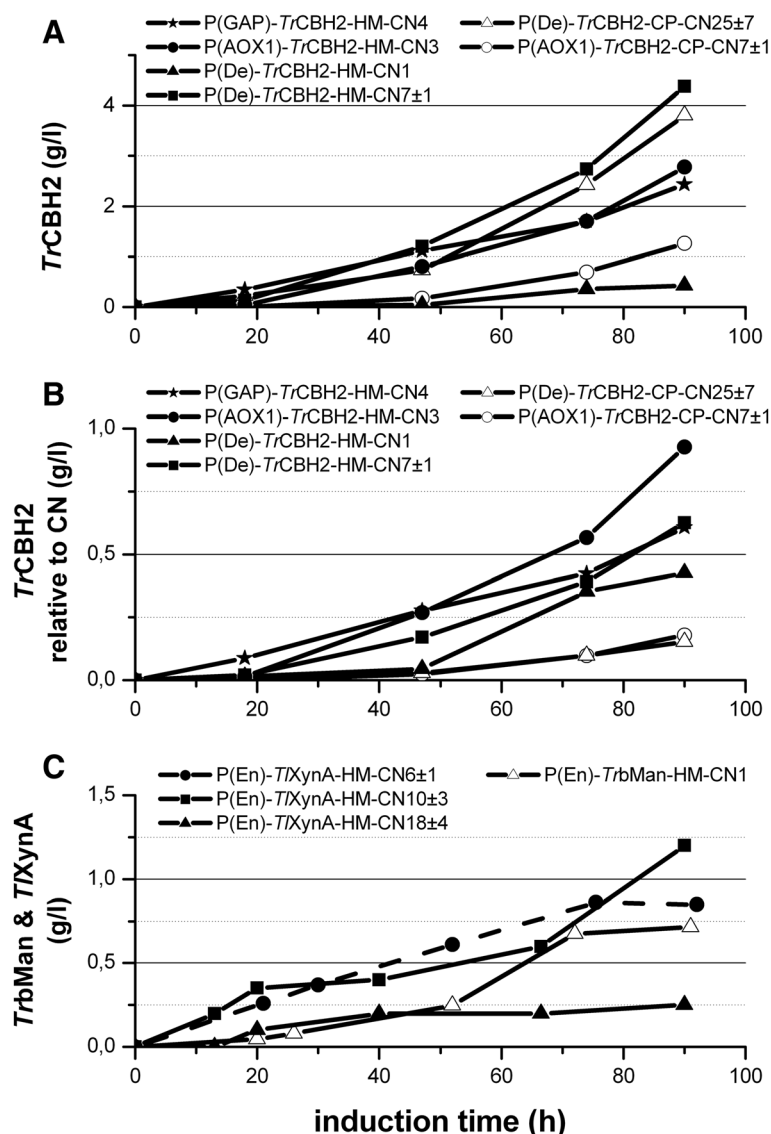 A
P(GAP)-TrCBH2-HM-CN4
P(De)-TrCBH2-CP-CN25±7
P(AOX1)-TrCBH2-HM-CN3
P(AOX1)-TrCBH2-CP-CN7±1
P(De)-TrCBH2-HM-CN1
P(De)-TrCBH2-HM-CN7±1
TrCBH2 (g/l)
4
2
0
0 20 40 60 80 100
B
P(GAP)-TrCBH2-HM-CN4
P(De)-TrCBH2-CP-CN25±7
P(AOX1)-TrCBH2-HM-CN3
P(AOX1)-TrCBH2-CP-CN7±1
P(De)-TrCBH2-HM-CN1
P(De)-TrCBH2-HM-CN7±1
TrCBH2
relative to CN (g/l)
1,0
0,5
0,0
0 20 40 60 80 100
C
P(En)-TlXynA-HM-CN6±1
P(En)-TrbMan-HM-CN1
P(En)-TlXynA-HM-CN10±3
P(En)-TlXynA-HM-CN18±4
TrbMan & TlXynA
(g/l)
1,5
1,0
0,5
0,0
0 20 40 60 80 100
induction time (h)